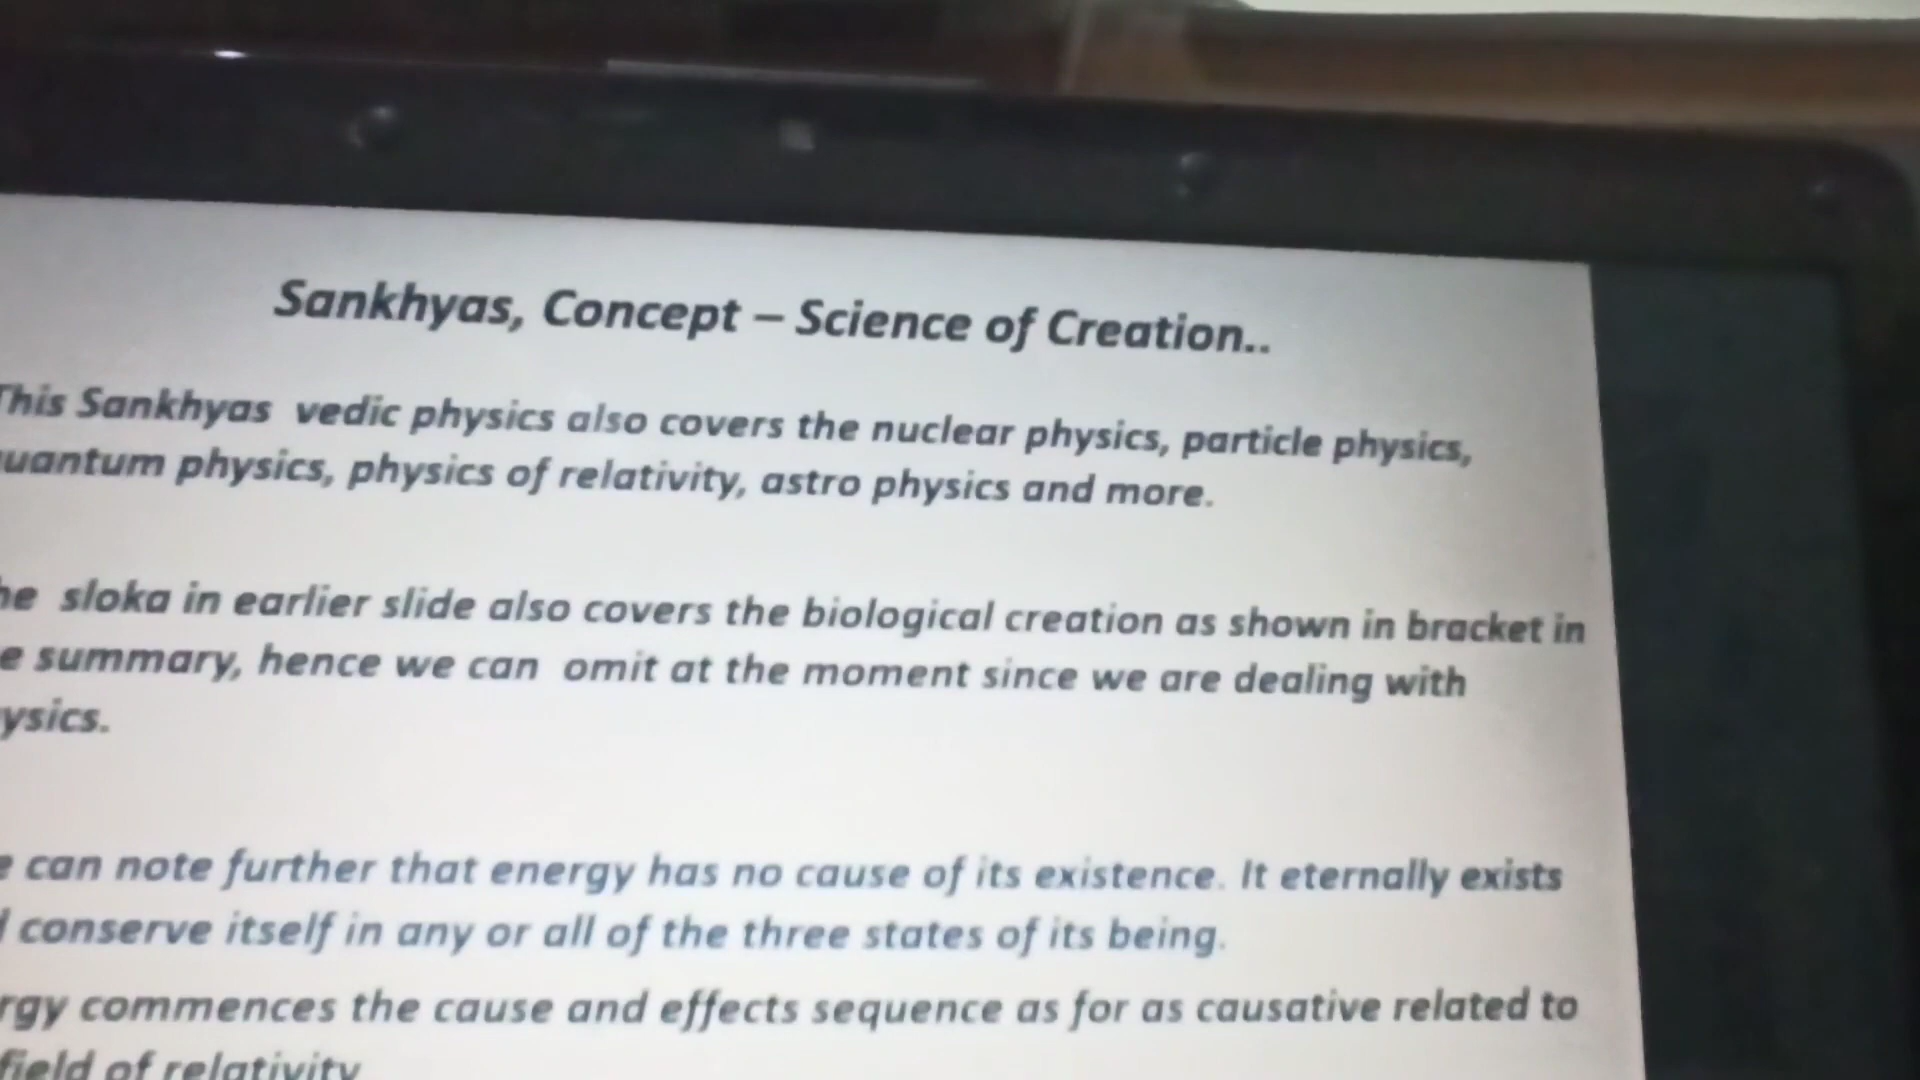 Sankhyas, Concept – Science of Creation..
This Sankhyas vedic physics also covers the nuclear physics, particle physics,
uantum physics, physics of relativity, astro physics and more.
he sloka in earlier slide also covers the biological creation as shown in bracket in
e summary, hence we can omit at the moment since we are dealing with
ysics.
e can note further that energy has no cause of its existence. It eternally exists
conserve itself in any or all of the three states of its being.
rgy commences the cause and effects sequence as for as causative related to
field of relativity